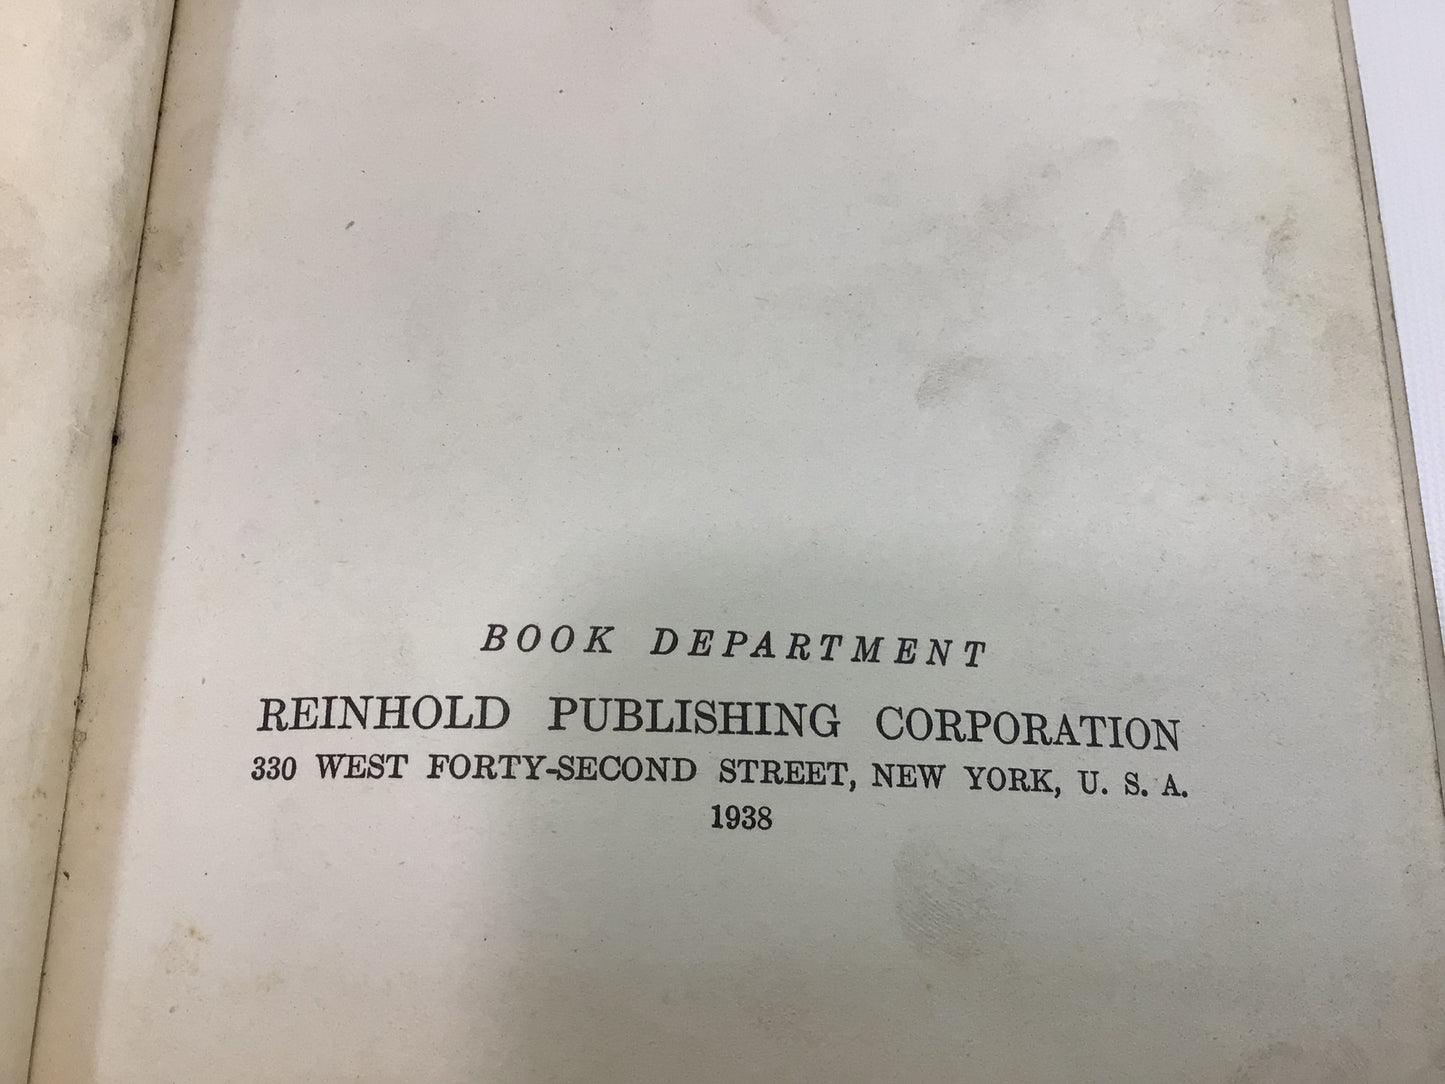 BOOK DEPARTMENT
REINHOLD PUBLISHING CORPORATION
330 WEST FORTY-SECOND STREET, NEW YORK, U. S. A.
1938